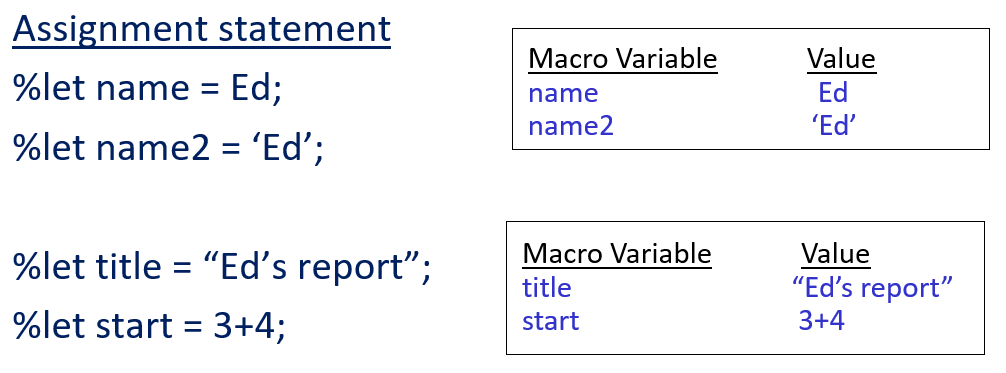 Assignment statement
%let name = Ed;
%let name2 = ‘Ed’;
Macro Variable Value
name Ed
name2 ‘Ed’
%let title = “Ed’s report”;
%let start = 3+4;
Macro Variable Value
title “Ed’s report”
start 3+4